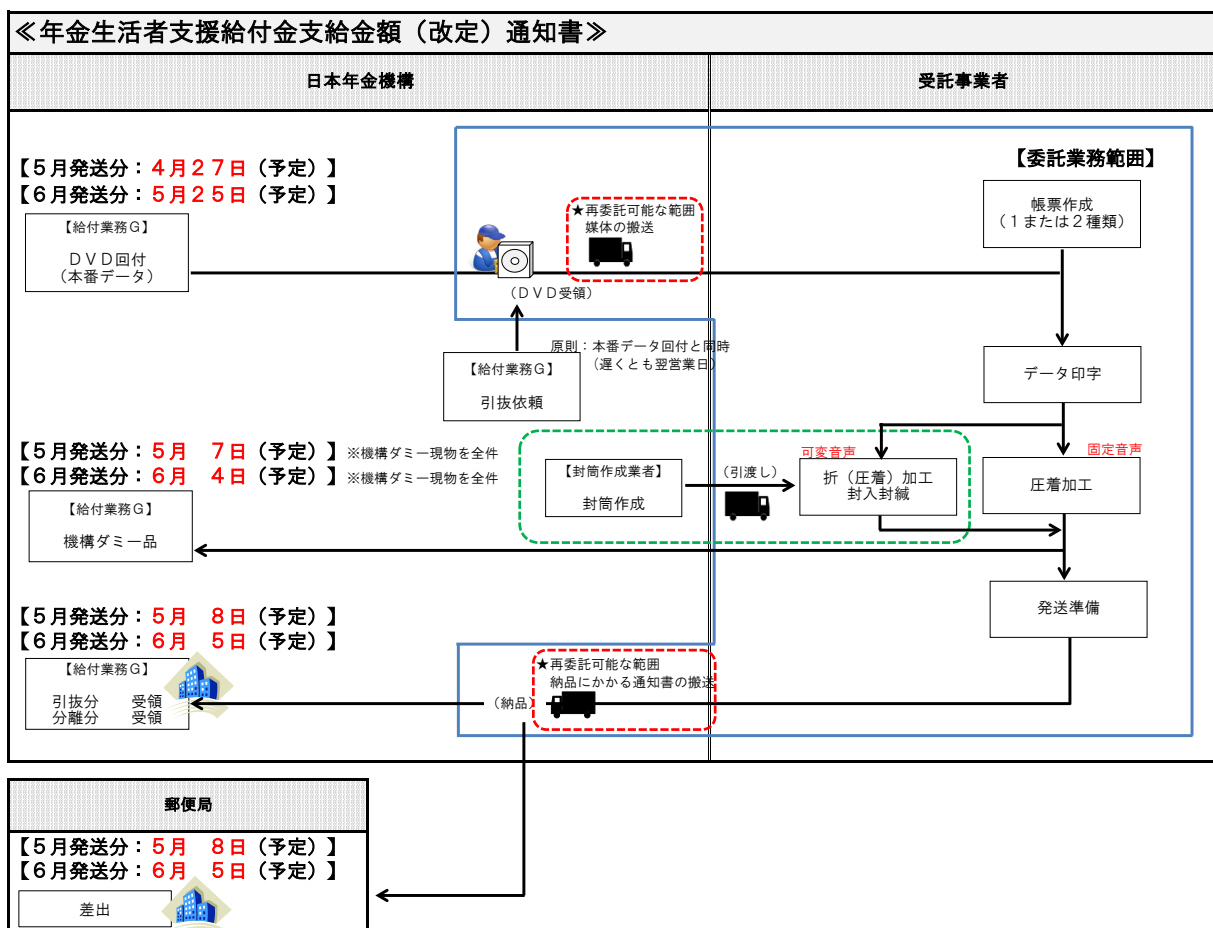 ≪年金生活者支援給付金支給金額（改定）通知書≫
日本年金機構
受託事業者
【委託業務範囲】
【５月発送分：４月２７日（予定）】
【６月発送分：５月２５日（予定）】
【給付業務Ｇ】
ＤＶＤ回付
（本番データ）
★再委託可能な範囲
媒体の搬送
（ＤＶＤ受領）
帳票作成
（１または２種類）
原則：本番データ回付と同時
（遅くとも翌営業日）
【給付業務Ｇ】
引抜依頼
データ印字
【５月発送分：５月　７日（予定）】※機構ダミー現物を全件
【６月発送分：６月　４日（予定）】※機構ダミー現物を全件
【給付業務Ｇ】
機構ダミー品
【封筒作成業者】
封筒作成
（引渡し）
可変音声
折（圧着）加工
封入封緘
固定音声
圧着加工
発送準備
【５月発送分：５月　８日（予定）】
【６月発送分：６月　５日（予定）】
【給付業務Ｇ】
引抜分　受領
分離分　受領
（納品）
★再委託可能な範囲
納品にかかる通知書の搬送
郵便局
【５月発送分：５月　８日（予定）】
【６月発送分：６月　５日（予定）】
差出